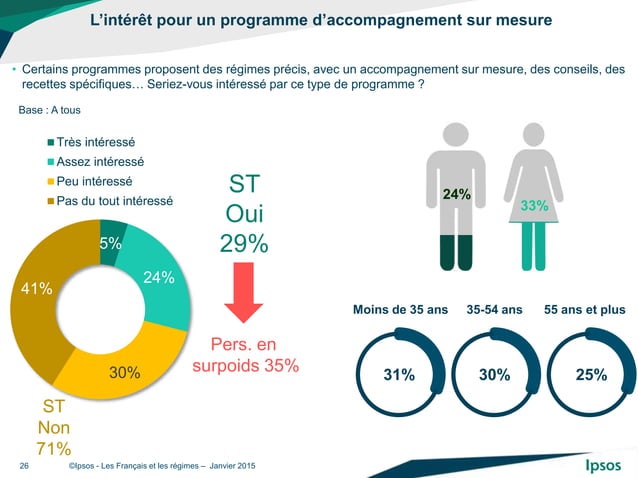 L’intérêt pour un programme d’accompagnement sur mesure
• Certains programmes proposent des régimes précis, avec un accompagnement sur mesure, des conseils, des
recettes spécifiques… Seriez-vous intéressé par ce type de programme ?
Base : A tous
Très intéressé
Assez intéressé
Peu intéressé
Pas du tout intéressé
5%
24%
30%
41%
ST
Oui
29%
Pers. en
surpoids 35%
ST
Non
71%
24%
33%
Moins de 35 ans 35-54 ans 55 ans et plus
31% 30% 25%
26 ©Ipsos - Les Français et les régimes – Janvier 2015
Ipsos